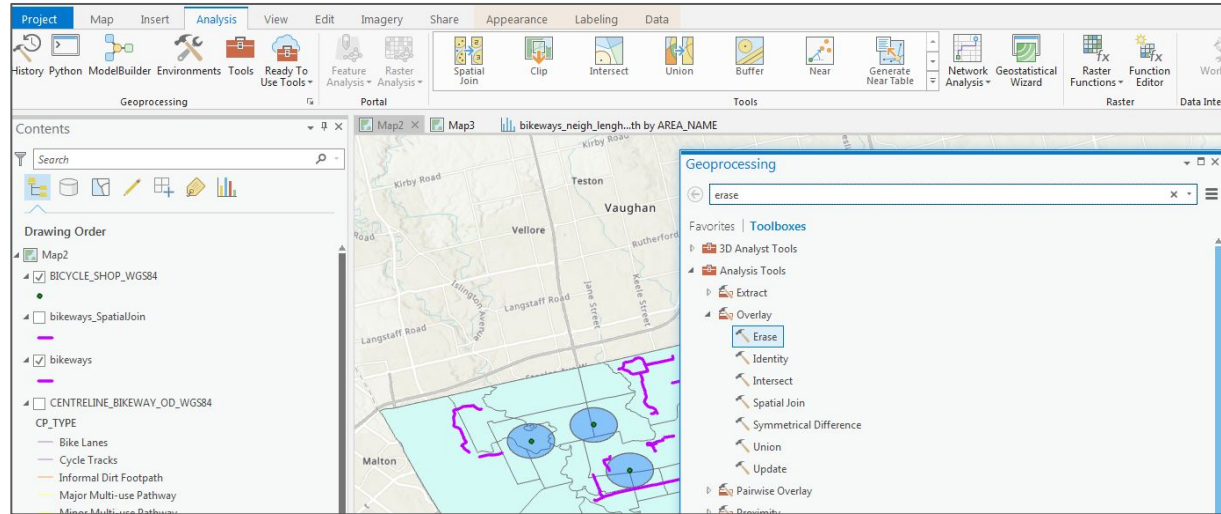 Project Map Insert Analysis View Edit Imagery Share Appearance Labeling Data
History Python ModelBuilder Environments Tools Ready To Use Tools
Feature Analysis Raster Analysis
Spatial Join Clip Intersect Union Buffer Near Generate Near Table
Network Analysis Geostatistical Wizard
Raster Functions Function Editor
Geoprocessing Portal Tools Raster
Contents
Search
Drawing Order
Map2
BICYCLE_SHOP_WGS84
bikeways_SpatialJoin
bikeways
CENTRELINE_BIKEWAY_OD_WGS84
CP_TYPE
Bike Lanes
Cycle Tracks
Informal Dirt Footpath
Major Multi-use Pathway
Minor Multi-use Pathway
Map2 Map3 bikeways_neigh_lengh...th by AREA_NAME
Kirby Road
Kirby Road
Teston
Vaughan
Vellore
Rutherford
Islington Avenue
Langstaff Road
Jane Street
Keele Street
Langstaff Road
Malton
Geoprocessing
erase
Favorites | Toolboxes
3D Analyst Tools
Analysis Tools
Extract
Overlay
Erase
Identity
Intersect
Spatial Join
Symmetrical Difference
Union
Update
Pairwise Overlay
Proximity